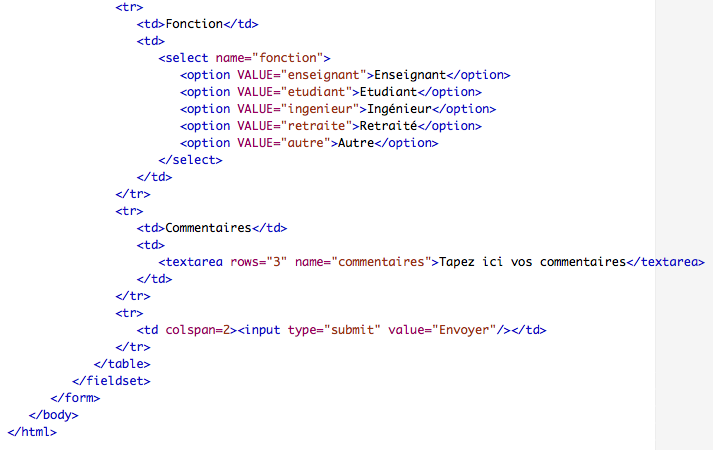 <tr>
<td>Fonction</td>
<td>
<select name="fonction">
<option VALUE="enseignant">Enseignant</option>
<option VALUE="etudiant">Etudiant</option>
<option VALUE="ingenieur">Ingénieur</option>
<option VALUE="retraite">Retraité</option>
<option VALUE="autre">Autre</option>
</select>
</td>
</tr>
<tr>
<td>Commentaires</td>
<td>
<textarea rows="3" name="commentaires">Tapez ici vos commentaires</textarea>
</td>
</tr>
<tr>
<td colspan=2><input type="submit" value="Envoyer"/></td>
</tr>
</table>
</fieldset>
</form>
</body>
</html>